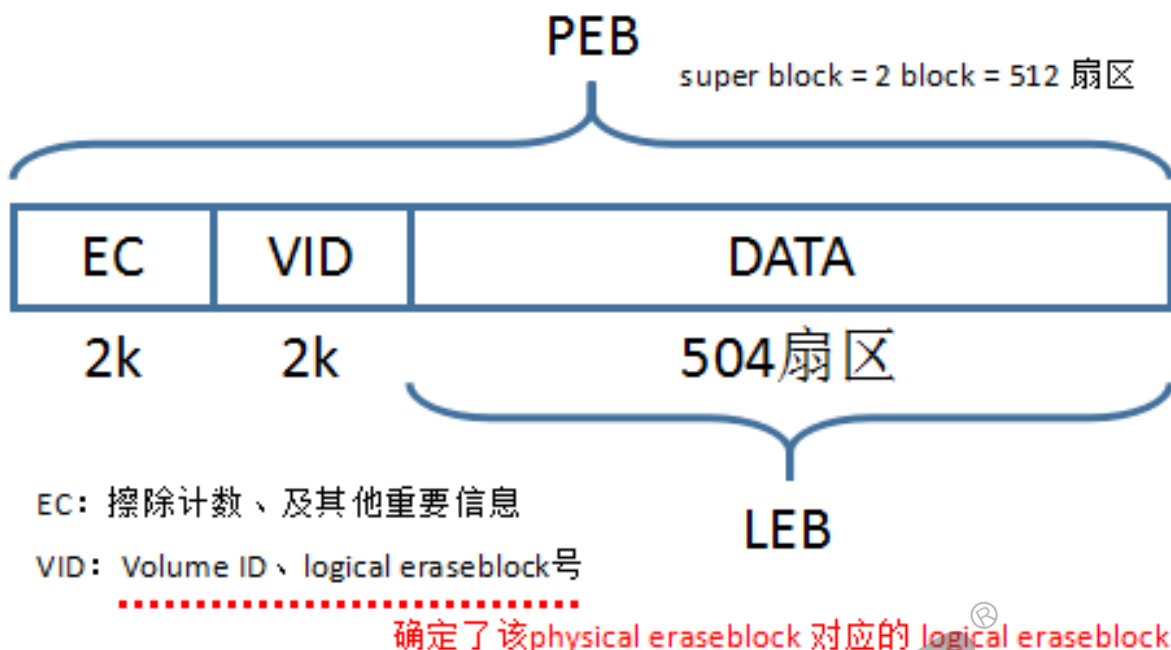 PEB
super block = 2 block = 512 扇区
EC VID DATA
2k 2k 504扇区
EC：擦除计数、及其他重要信息
LEB
VID：Volume ID、logical eraseblock号
确定了该physical eraseblock 对应的 logical eraseblock
®